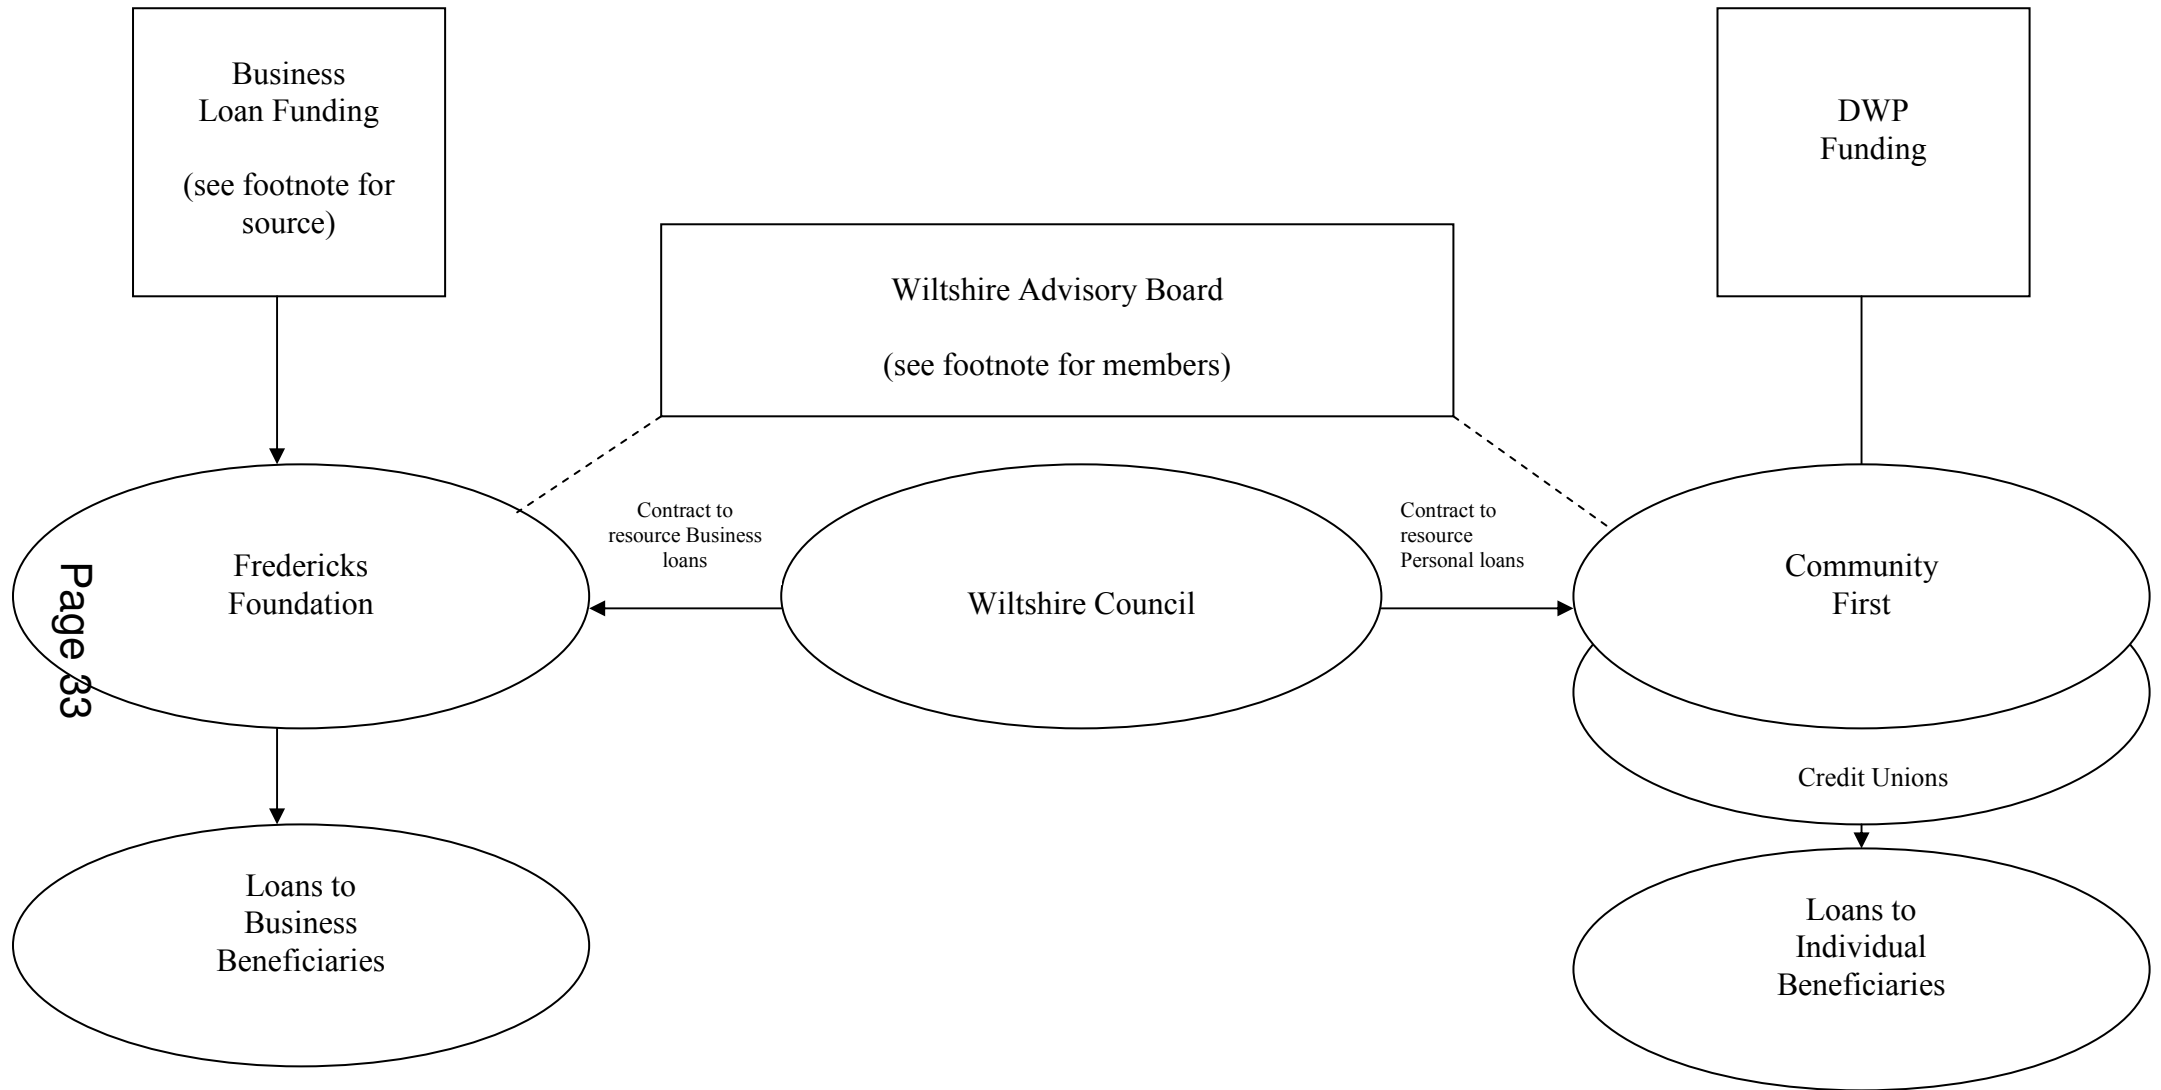 Business
Loan Funding
(see footnote for
source)
DWP
Funding
Wiltshire Advisory Board
(see footnote for members)
Contract to
resource Business
loans
Contract to
resource
Personal loans
Fredericks
Foundation
Wiltshire Council
Community
First
Page 33
Credit Unions
Loans to
Business
Beneficiaries
Loans to
Individual
Beneficiaries